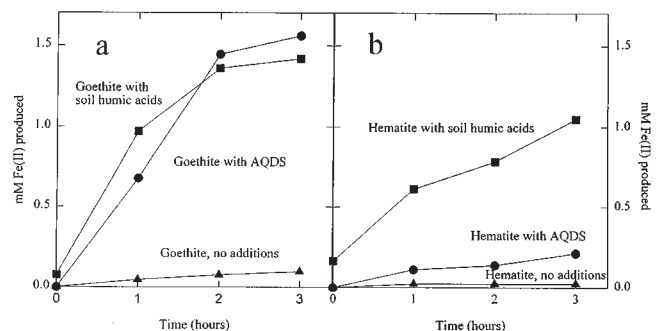 a
Goethite with
soil humic acids
Goethite with AQDS
Goethite, no additions
mM Fe(II) produced
1.5
1.0
0.5
0.0
0
1
2
3
Time (hours)
b
Hematite with soil humic acids
Hematite with AQDS
Hematite, no additions
mM Fe(II) produced
1.5
1.0
0.5
0.0
0
1
2
3
Time (hours)